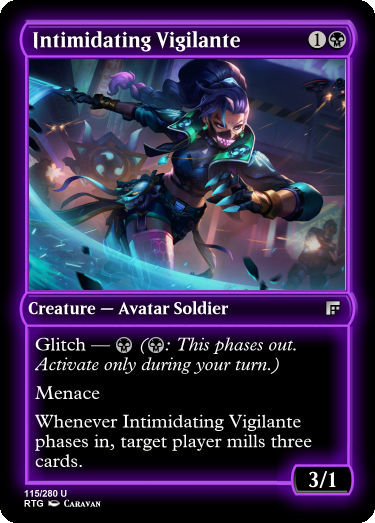 Intimidating Vigilante 1
Creature — Avatar Soldier
Glitch — (: This phases out.
Activate only during your turn.)
Menace
Whenever Intimidating Vigilante
phases in, target player mills three
cards.
3/1
115/280 U
RTG Caravan